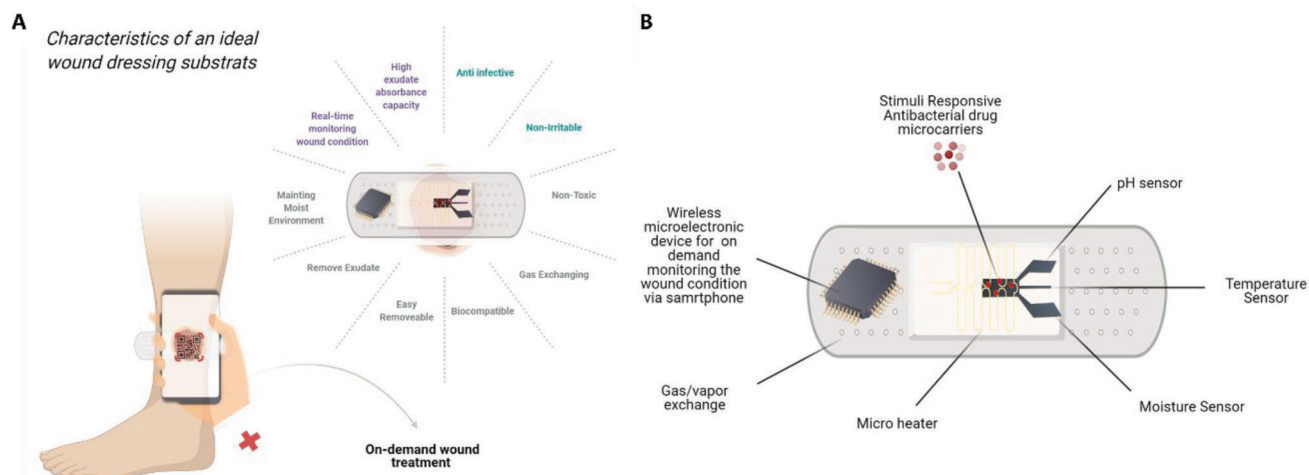 A
Characteristics of an ideal
wound dressing substrats
High
exudate
absorbance
capacity
Anti infective
Real-time
monitoring
wound condition
Non-Irritable
Mainting
Moist
Environment
Non-Toxic
Remove Exudate
Gas Exchanging
Easy
Removeable
Biocompatible
On-demand wound
treatment
B
Stimuli Responsive
Antibacterial drug
microcarriers
pH sensor
Wireless
microelectronic
device for on
demand
monitoring the
wound condition
via samrtphone
Temperature
Sensor
Gas/vapor
exchange
Micro heater
Moisture Sensor